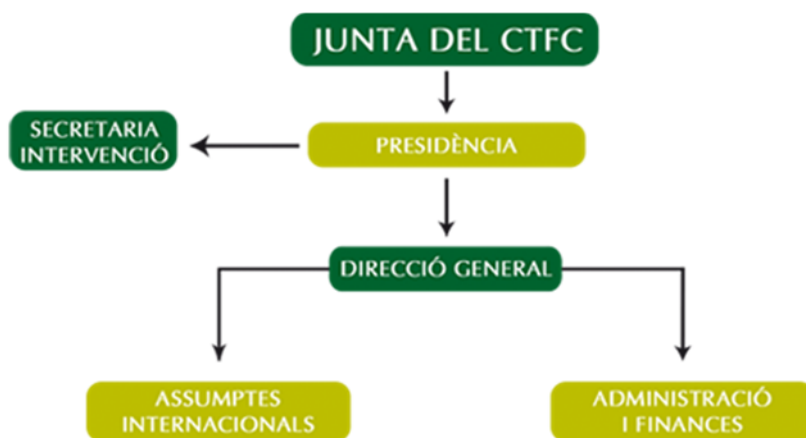 JUNTA DEL CTFC
SECRETARIA
INTERVENCIÓ
PRESIDÈNCIA
DIRECCIÓ GENERAL
ASSUMPTES
INTERNACIONALS
ADMINISTRACIÓ
I FINANCES